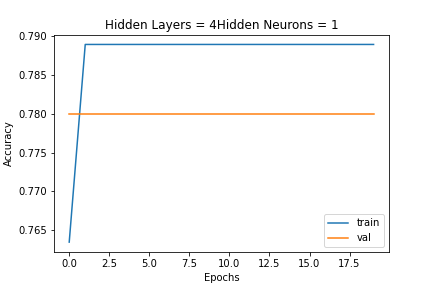 Hidden Layers = 4Hidden Neurons = 1
0.790
0.785
0.780
0.775
0.770
0.765
Accuracy
0.0 2.5 5.0 7.5 10.0 12.5 15.0 17.5
Epochs
train
val